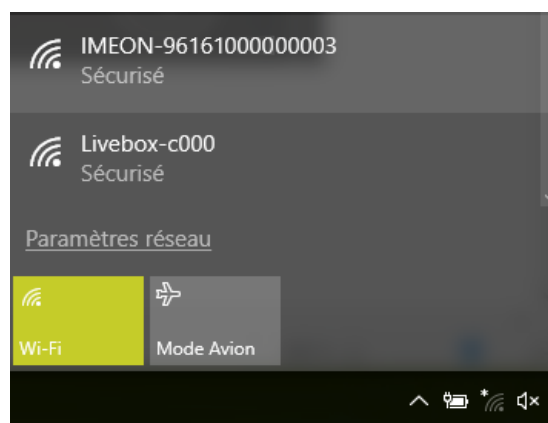 IMEON-96161000000003
Sécurisé
Livebox-c000
Sécurisé
Paramètres réseau
Wi-Fi
Mode Avion